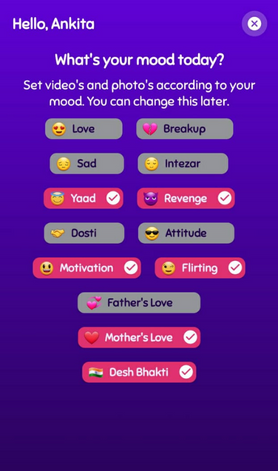 Hello, Ankita
What's your mood today?
Set video's and photo's according to your
mood. You can change this later.
Love
Breakup
Sad
Intezar
Yaad
Revenge
Dosti
Attitude
Motivation
Flirting
Father's Love
Mother's Love
Desh Bhakti